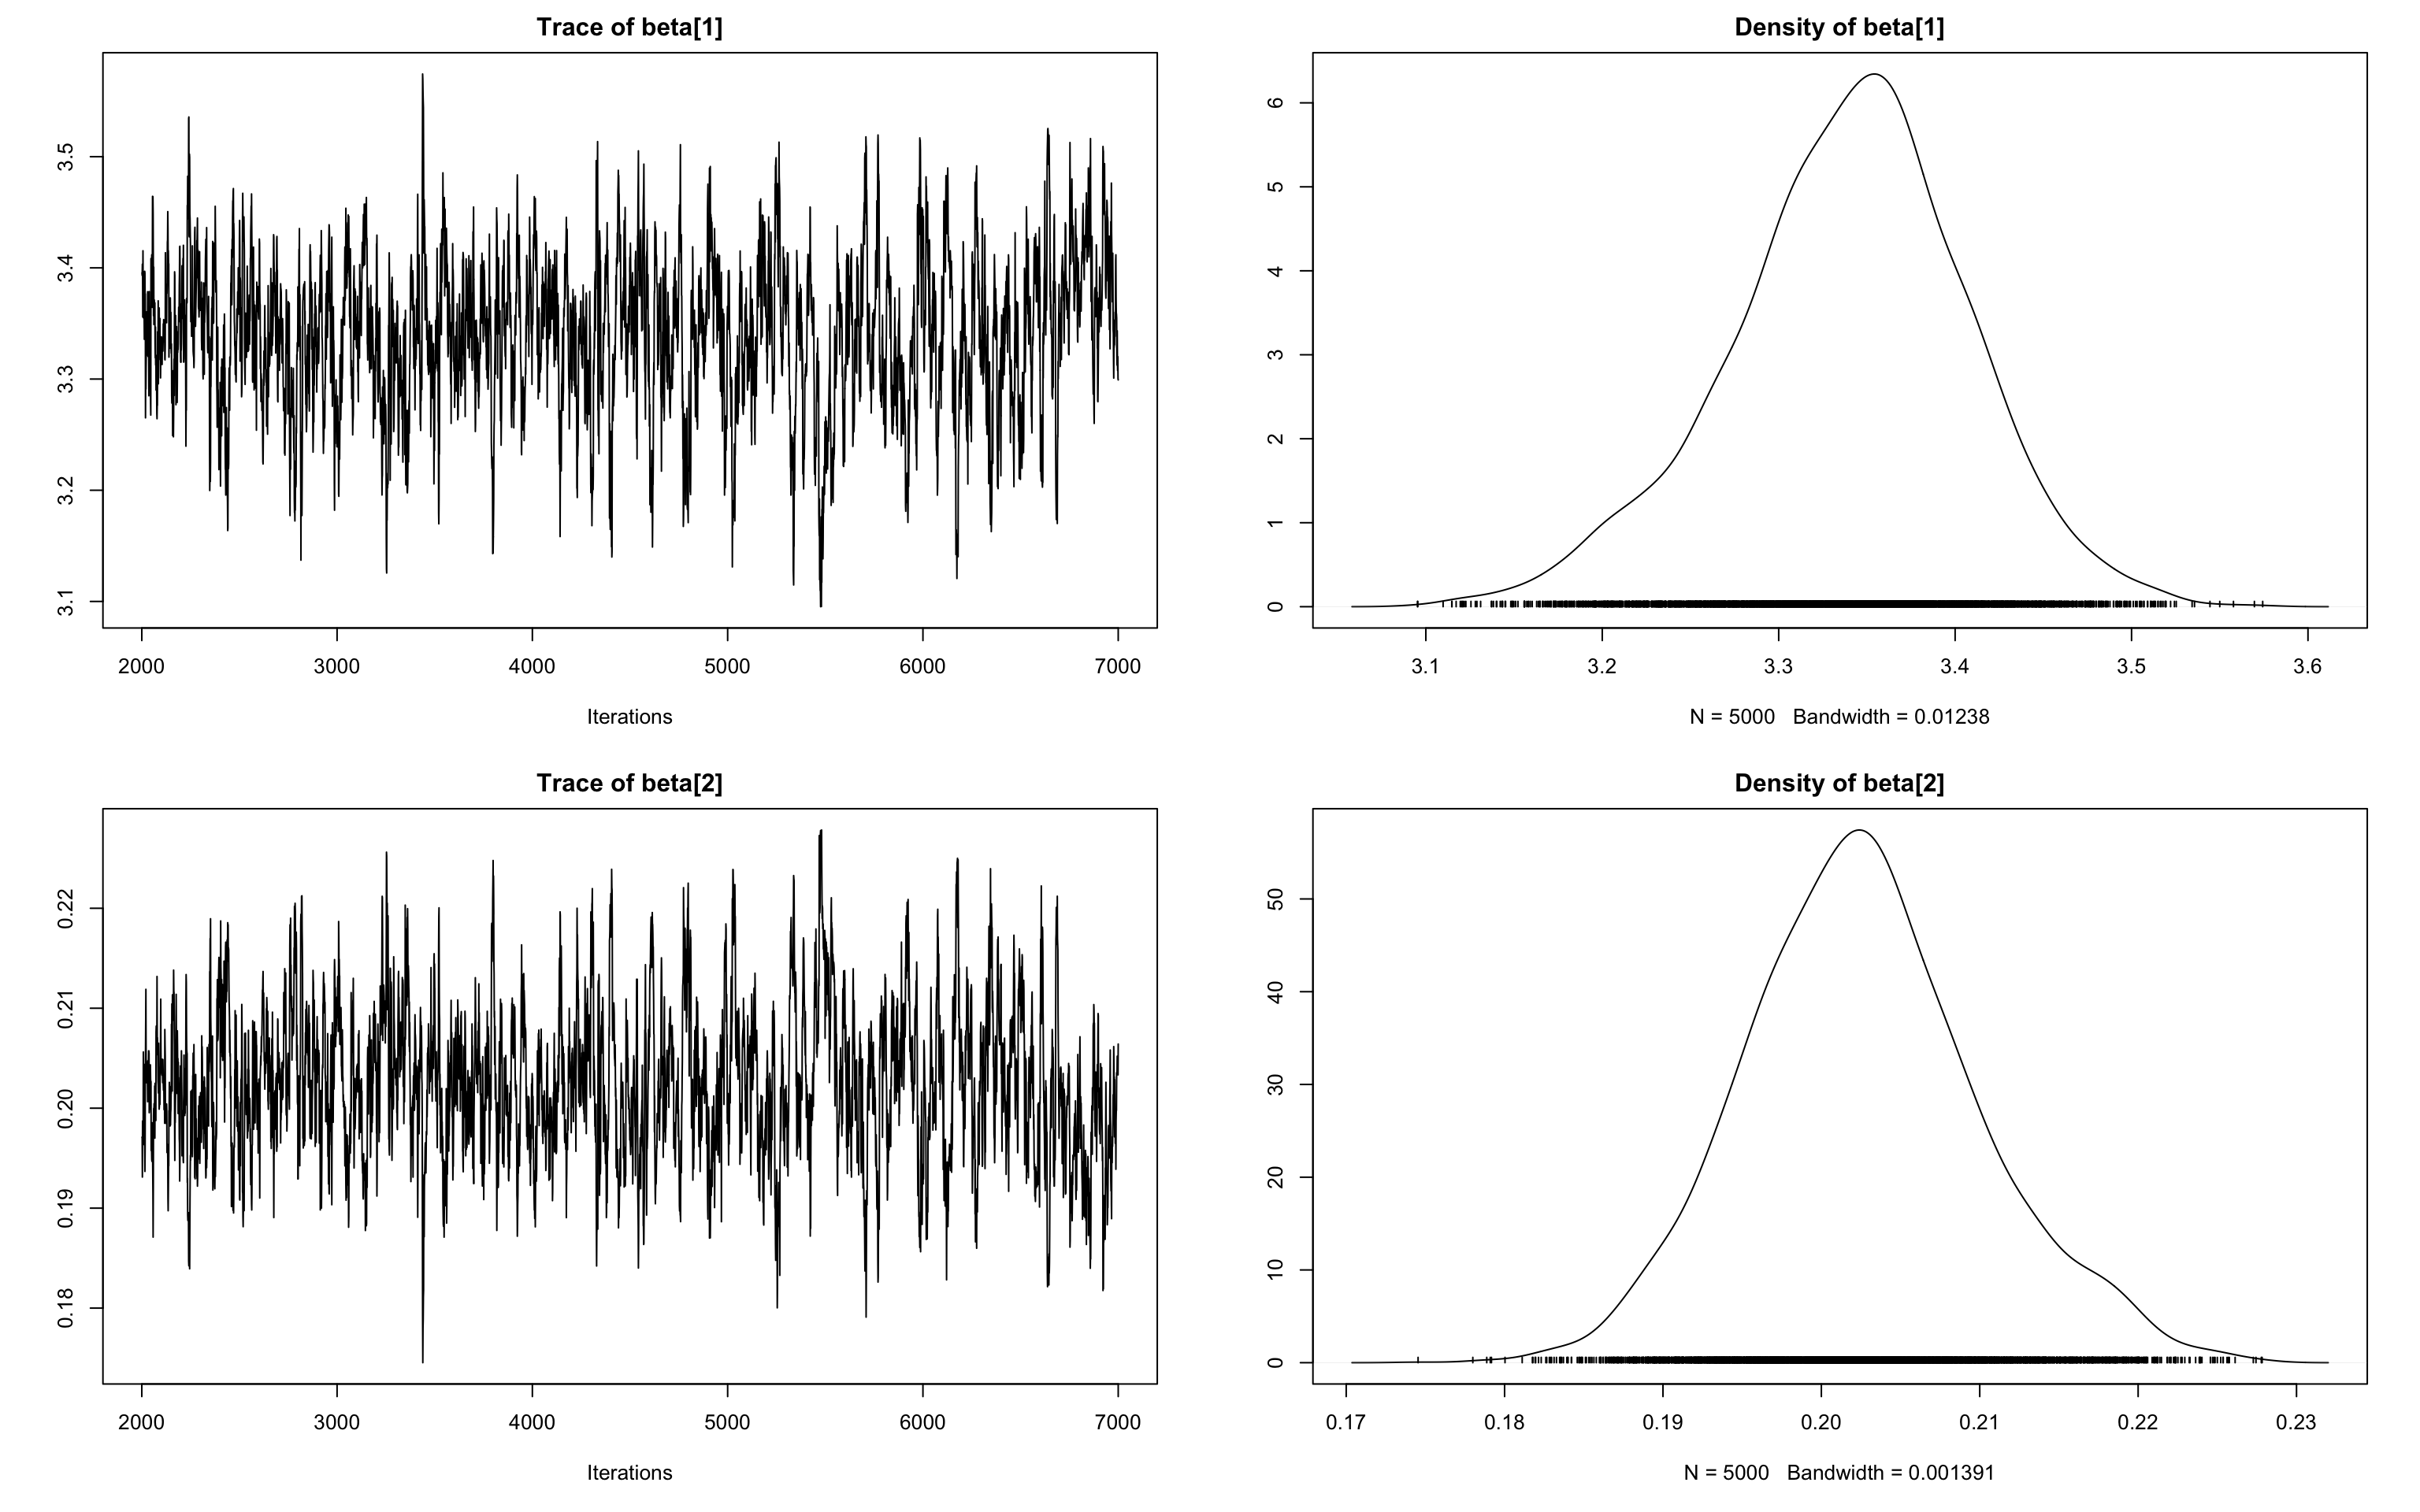 Trace of beta[1]
3.5
3.4
3.3
3.2
3.1
2000 3000 4000 5000 6000 7000
Iterations
Density of beta[1]
6
5
4
3
2
1
0
3.1 3.2 3.3 3.4 3.5 3.6
N = 5000 Bandwidth = 0.01238
Trace of beta[2]
0.22
0.21
0.20
0.19
0.18
2000 3000 4000 5000 6000 7000
Iterations
Density of beta[2]
50
40
30
20
10
0
0.17 0.18 0.19 0.20 0.21 0.22 0.23
N = 5000 Bandwidth = 0.001391